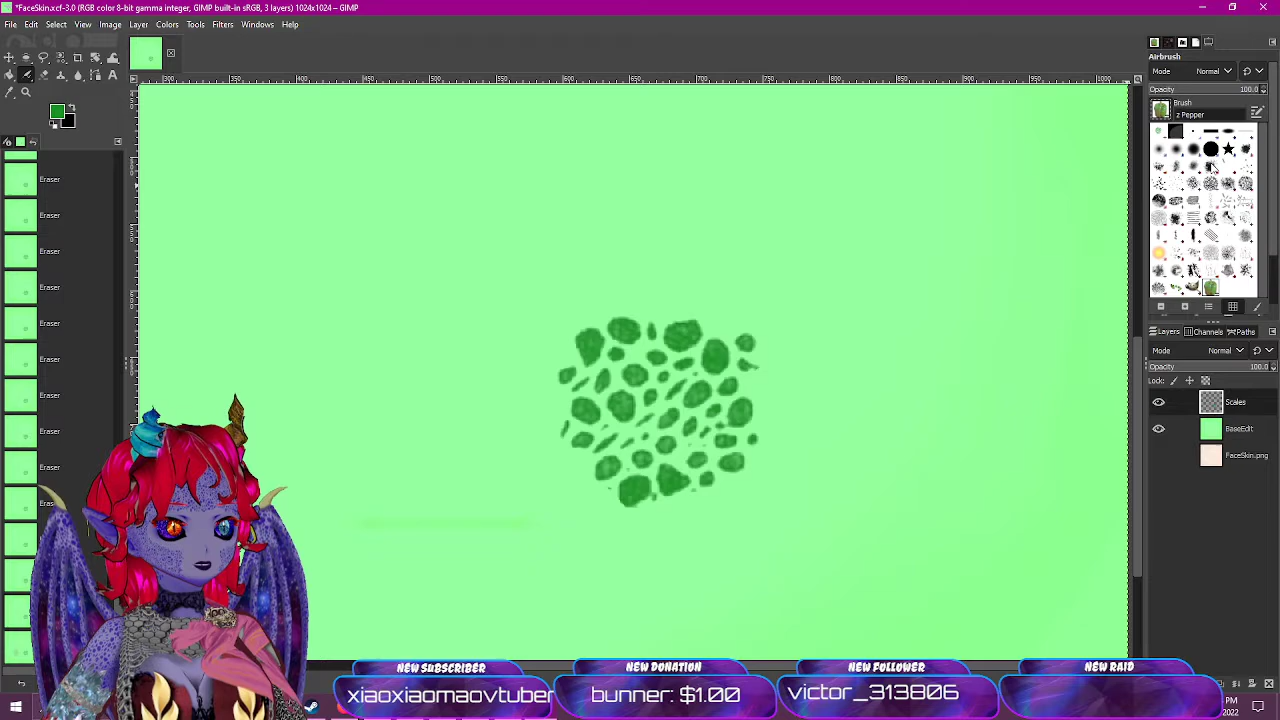 *FaceSkin.xcf-3.0 (RGB color 8-bit gamma integer, GIMP built-in sRGB, 3 layers) 1024x1024 – GIMP
File Edit Select View Image Layer Colors Tools Filters Windows Help
Airbrush
Mode Normal
Opacity 100.0
Brush
z Pepper
Eraser
Eraser
Eraser
Eraser
Eraser
Eraser
Eraser
Eraser
Eraser
Layers Channels Paths
Mode Normal
Opacity 100.0
Lock:
Scales
BaseEdit
FaceSkin.png
NEW SUBSCRIBER
xiaoxiaomaovtuber
NEW DONATION
bunner: $1.00
NEW FOLLOWER
victor_313806
NEW RAID
PM